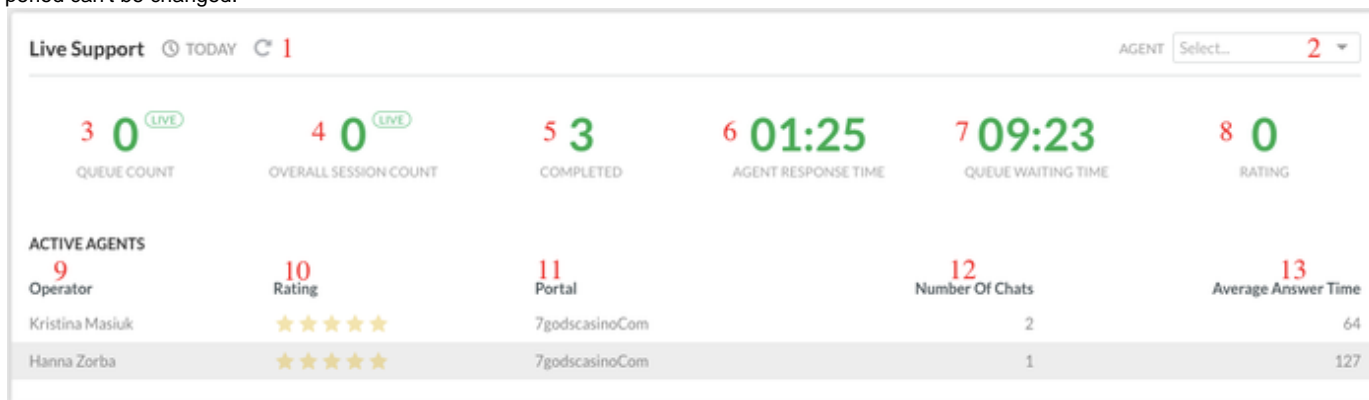 period can't be changed.
Live Support TODAY 1 AGENT Select... 2
3 0 LIVE 4 0 LIVE 5 3 6 01:25 7 09:23 8 0
QUEUE COUNT OVERALL SESSION COUNT COMPLETED AGENT RESPONSE TIME QUEUE WAITING TIME RATING
ACTIVE AGENTS
9 10 11 12 13
Operator Rating Portal Number Of Chats Average Answer Time
Kristina Masiuk 7godscasinoCom 2 64
Hanna Zorba 7godscasinoCom 1 127